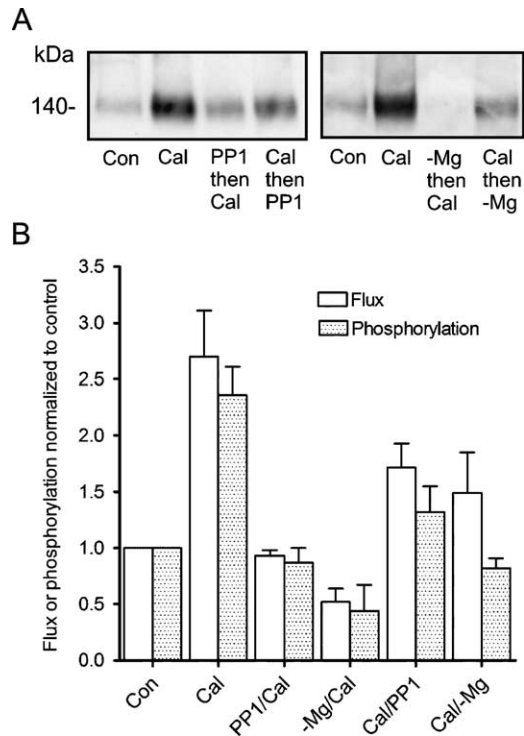 A
kDa
140-
Con Cal PP1 Cal Con Cal -Mg Cal
then then then then
Cal PP1 Cal -Mg
B
Flux or phosphorylation normalized to control
3.5
3.0
2.5
2.0
1.5
1.0
0.5
0.0
Flux
Phosphorylation
Con Cal PP1/Cal -Mg/Cal Cal/PP1 Cal/-Mg